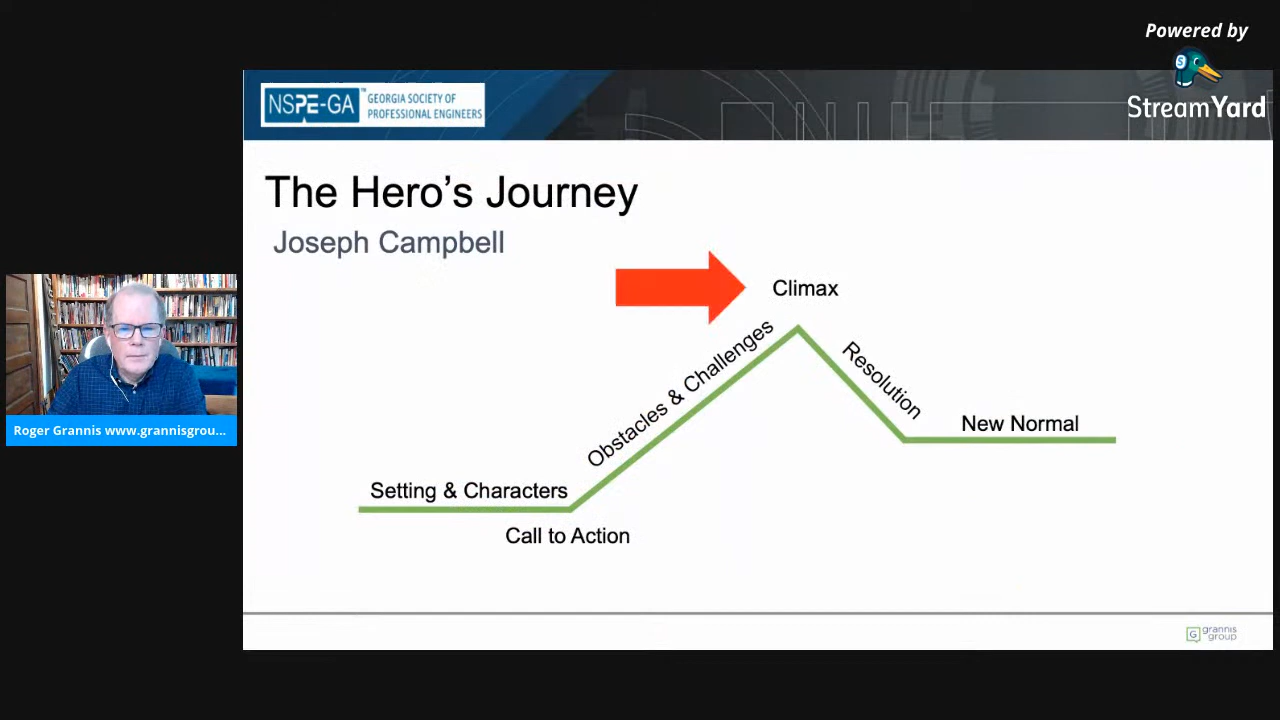 Powered by
StreamYard
NSPE-GA™
GEORGIA SOCIETY OF
PROFESSIONAL ENGINEERS
The Hero's Journey
Joseph Campbell
Climax
Obstacles & Challenges
Resolution
New Normal
Setting & Characters
Call to Action
Roger Grannis www.grannisgrou...
G grannis
group